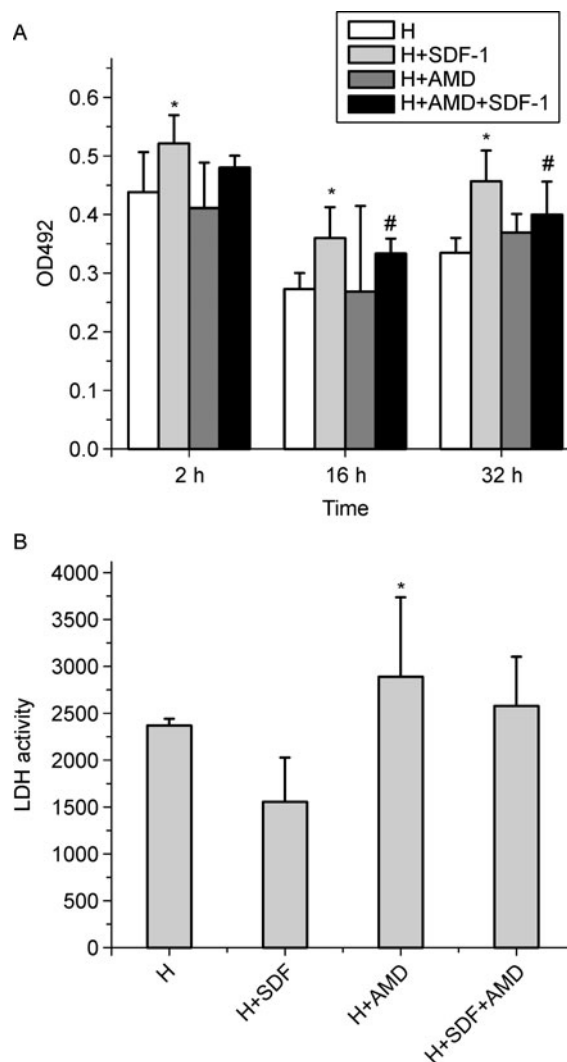 A
H
H+SDF-1
H+AMD
H+AMD+SDF-1
0.6
0.5
0.4
0.3
0.2
0.1
0.0
OD492
*
*
#
*
#
2 h
16 h
32 h
Time
B
4000
3500
3000
2500
2000
1500
1000
500
0
LDH activity
*
H
H+SDF
H+AMD
H+SDF+AMD